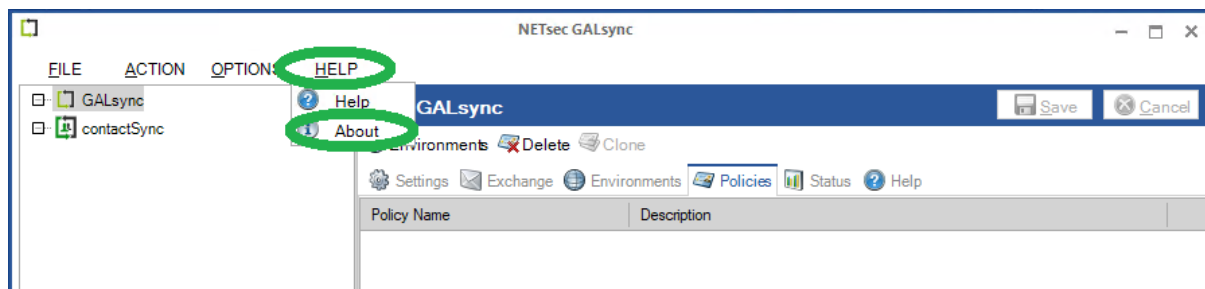 NETsec GALsync
FILE ACTION OPTIONS HELP
GALsync
contactSync
Help
About
GALsync
Save Cancel
Environments Delete Clone
Settings Exchange Environments Policies Status Help
Policy Name Description